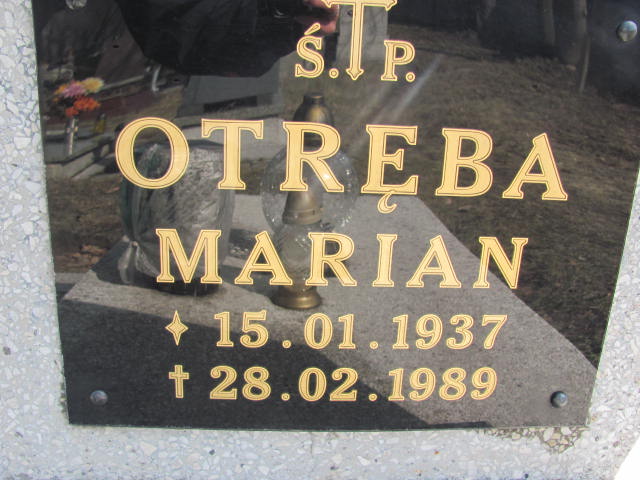 Ś.†P.
OTRĘBA
MARIAN
✦ 15.01.1937
† 28.02.1989